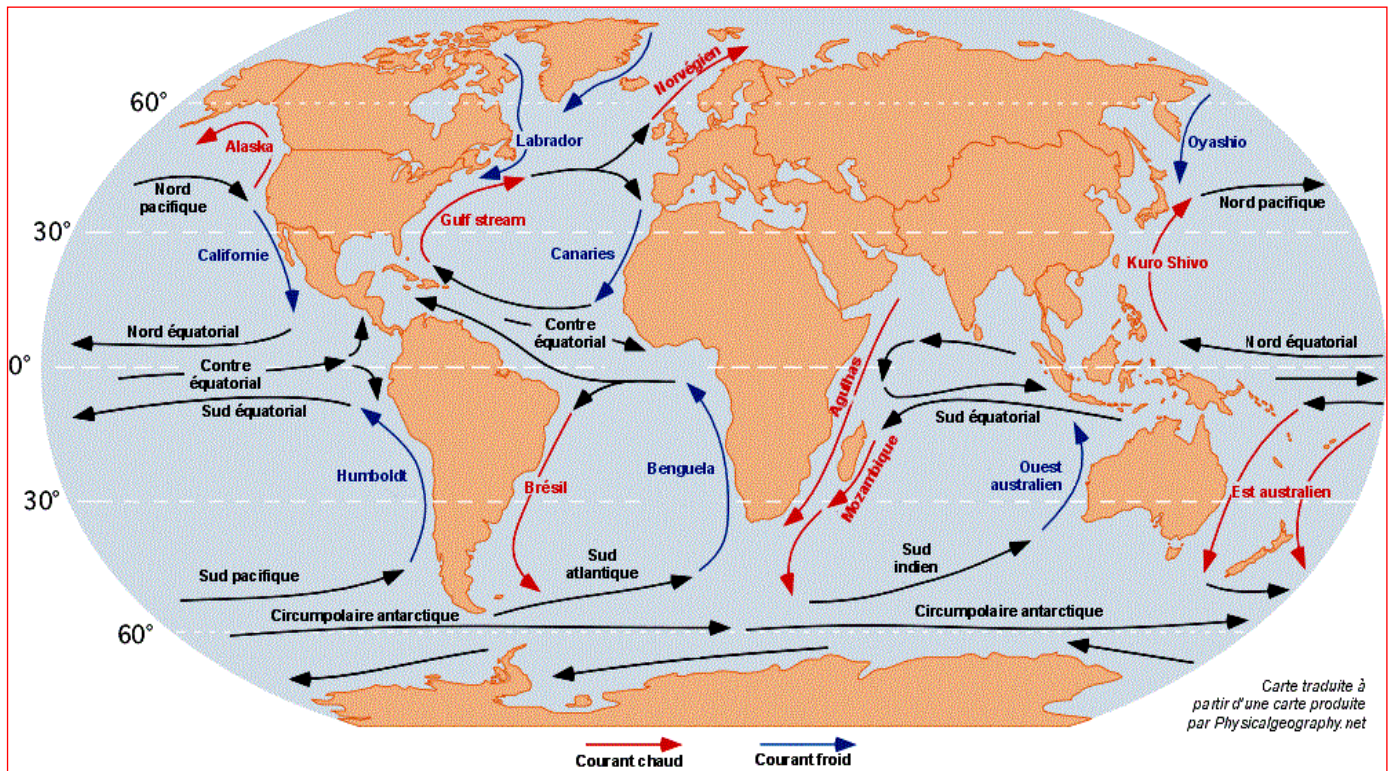 60°
Norvégien
Labrador
Alaska
Oyashio
Nord
pacifique
Nord pacifique
Gulf stream
30°
Californie
Canaries
Kuro Shivo
Nord équatorial
Contre
équatorial
Nord équatorial
0°
Contre
équatorial
Agulhas
Sud équatorial
Sud équatorial
Mozambique
Humboldt
Brésil
Benguela
Ouest
australien
Est australien
30°
Sud pacifique
Sud
atlantique
Sud
indien
Circumpolaire antarctique
Circumpolaire antarctique
60°
Carte traduite à
partir d'une carte produite
par Physicalgeography.net
Courant chaud
Courant froid